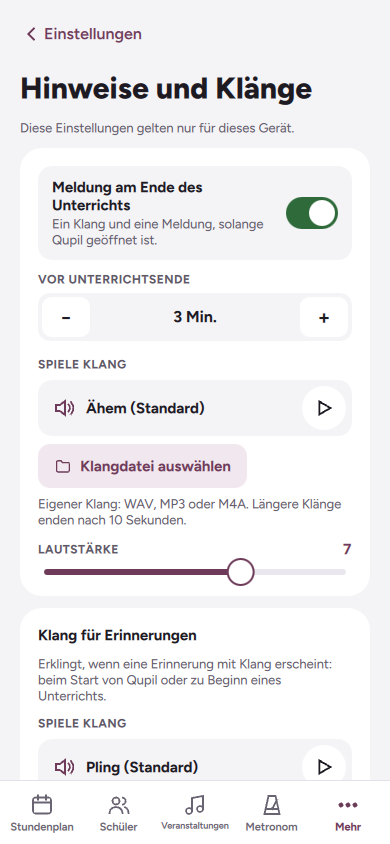 Einstellungen
Hinweise und Klänge
Diese Einstellungen gelten nur für dieses Gerät.
Meldung am Ende des
Unterrichts
Ein Klang und eine Meldung, solange
Qupil geöffnet ist.
VOR UNTERRICHTSENDE
− 3 Min. +
SPIELE KLANG
Ähem (Standard)
Klangdatei auswählen
Eigener Klang: WAV, MP3 oder M4A. Längere Klänge
enden nach 10 Sekunden.
LAUTSTÄRKE 7
Klang für Erinnerungen
Erklingt, wenn eine Erinnerung mit Klang erscheint:
beim Start von Qupil oder zu Beginn eines
Unterrichts.
SPIELE KLANG
Pling (Standard)
Stundenplan Schüler Veranstaltungen Metronom Mehr